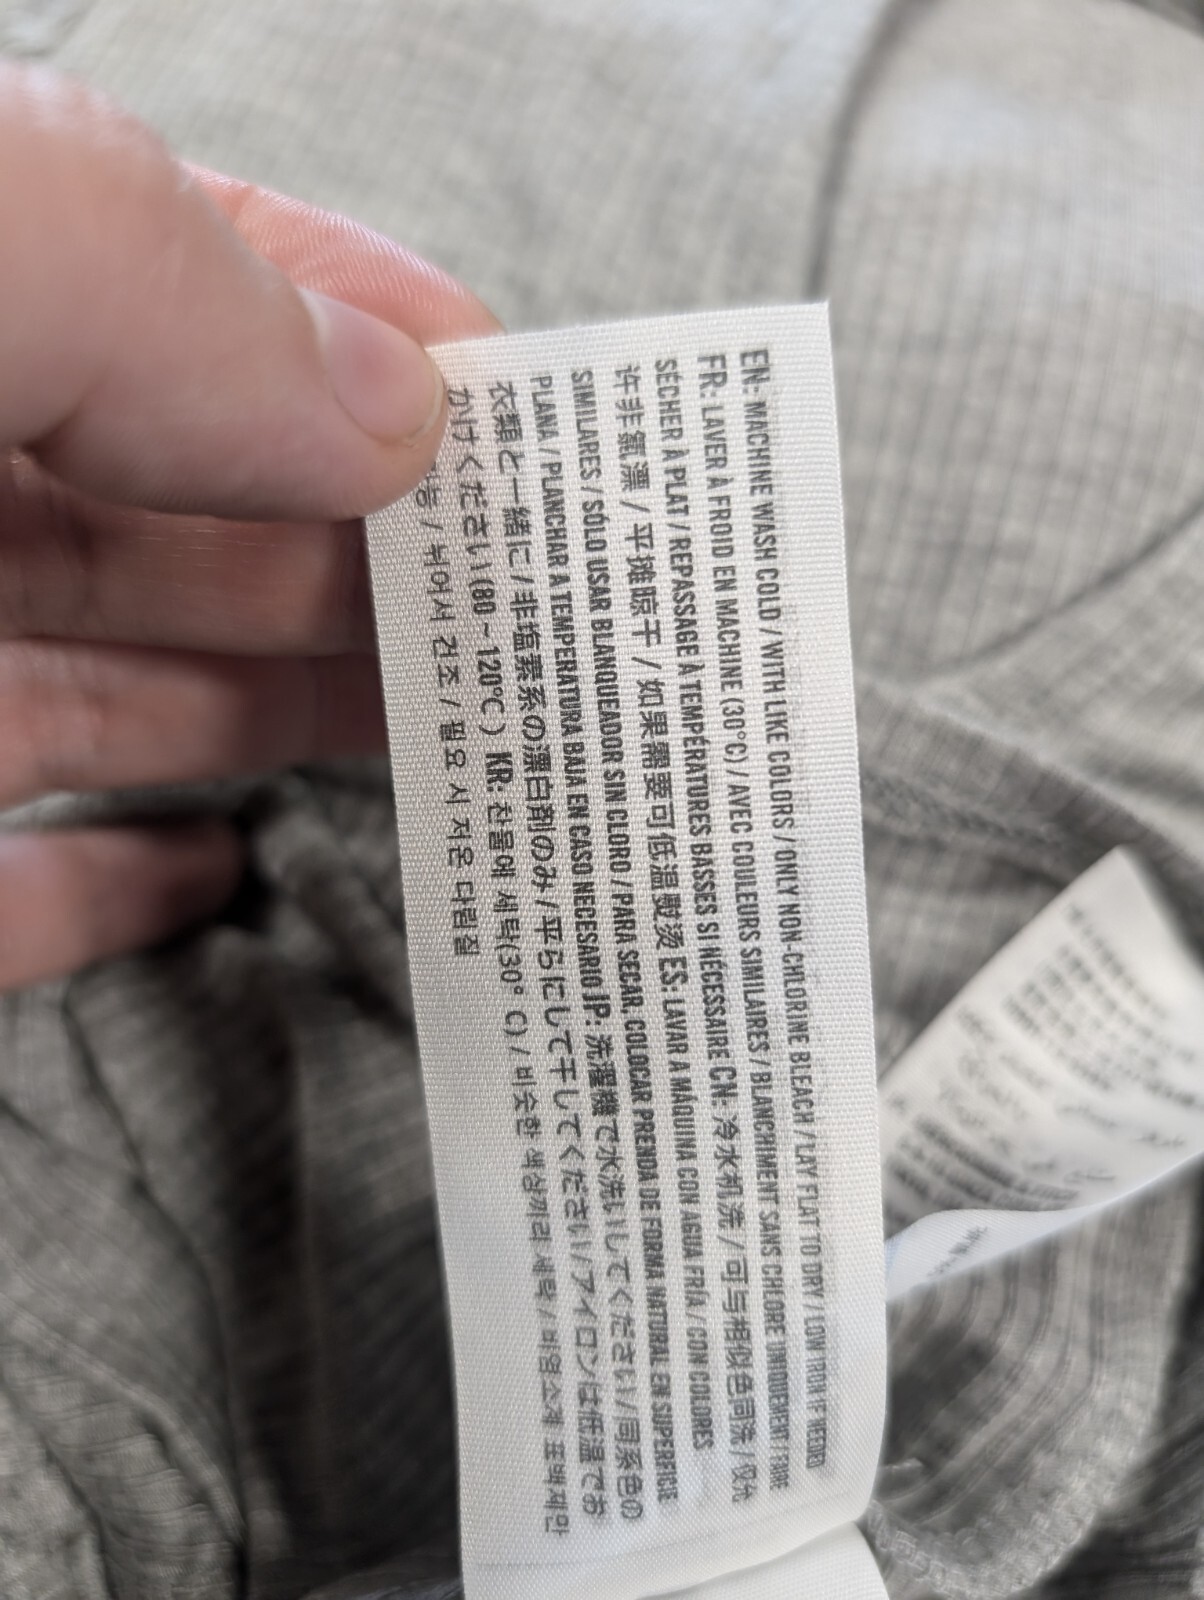 EN: MACHINE WASH COLD / WITH LIKE COLORS / ONLY NON-CHLORINE BLEACH / LAY FLAT TO DRY / LOW IRON IF NEEDED
FR: LAVER À FROID EN MACHINE (30°C) / AVEC COULEURS SIMILAIRES / BLANCHIMENT SANS CHLORE UNIQUEMENT / FAIRE
SÉCHER À PLAT / REPASSAGE À TEMPÉRATURES BASSES SI NÉCESSAIRE CN: 冷水机洗 / 可与相似色同洗 / 仅允
许非氯漂 / 平摊晾干 / 如果需要可低温熨烫 ES: LAVAR A MÁQUINA CON AGUA FRÍA / CON COLORES
SIMILARES / SÓLO USAR BLANQUEADOR SIN CLORO / PARA SECAR, COLOCAR PRENDA DE FORMA NATURAL EN SUPERFICIE
PLANA / PLANCHAR A TEMPERATURA BAJA EN CASO NECESARIO JP: 洗濯機で水洗いしてください / 同系色の
衣類と一緒に / 非塩素系の漂白剤のみ / 平らにして干してください / アイロンは低温でお
かけください (80 ~ 120°C ) KR: 찬물에 세탁(30° C) / 비슷한 색상끼리 세탁 / 비염소계 표백제만
/ 뉘어서 건조 / 필요 시 저온 다림질